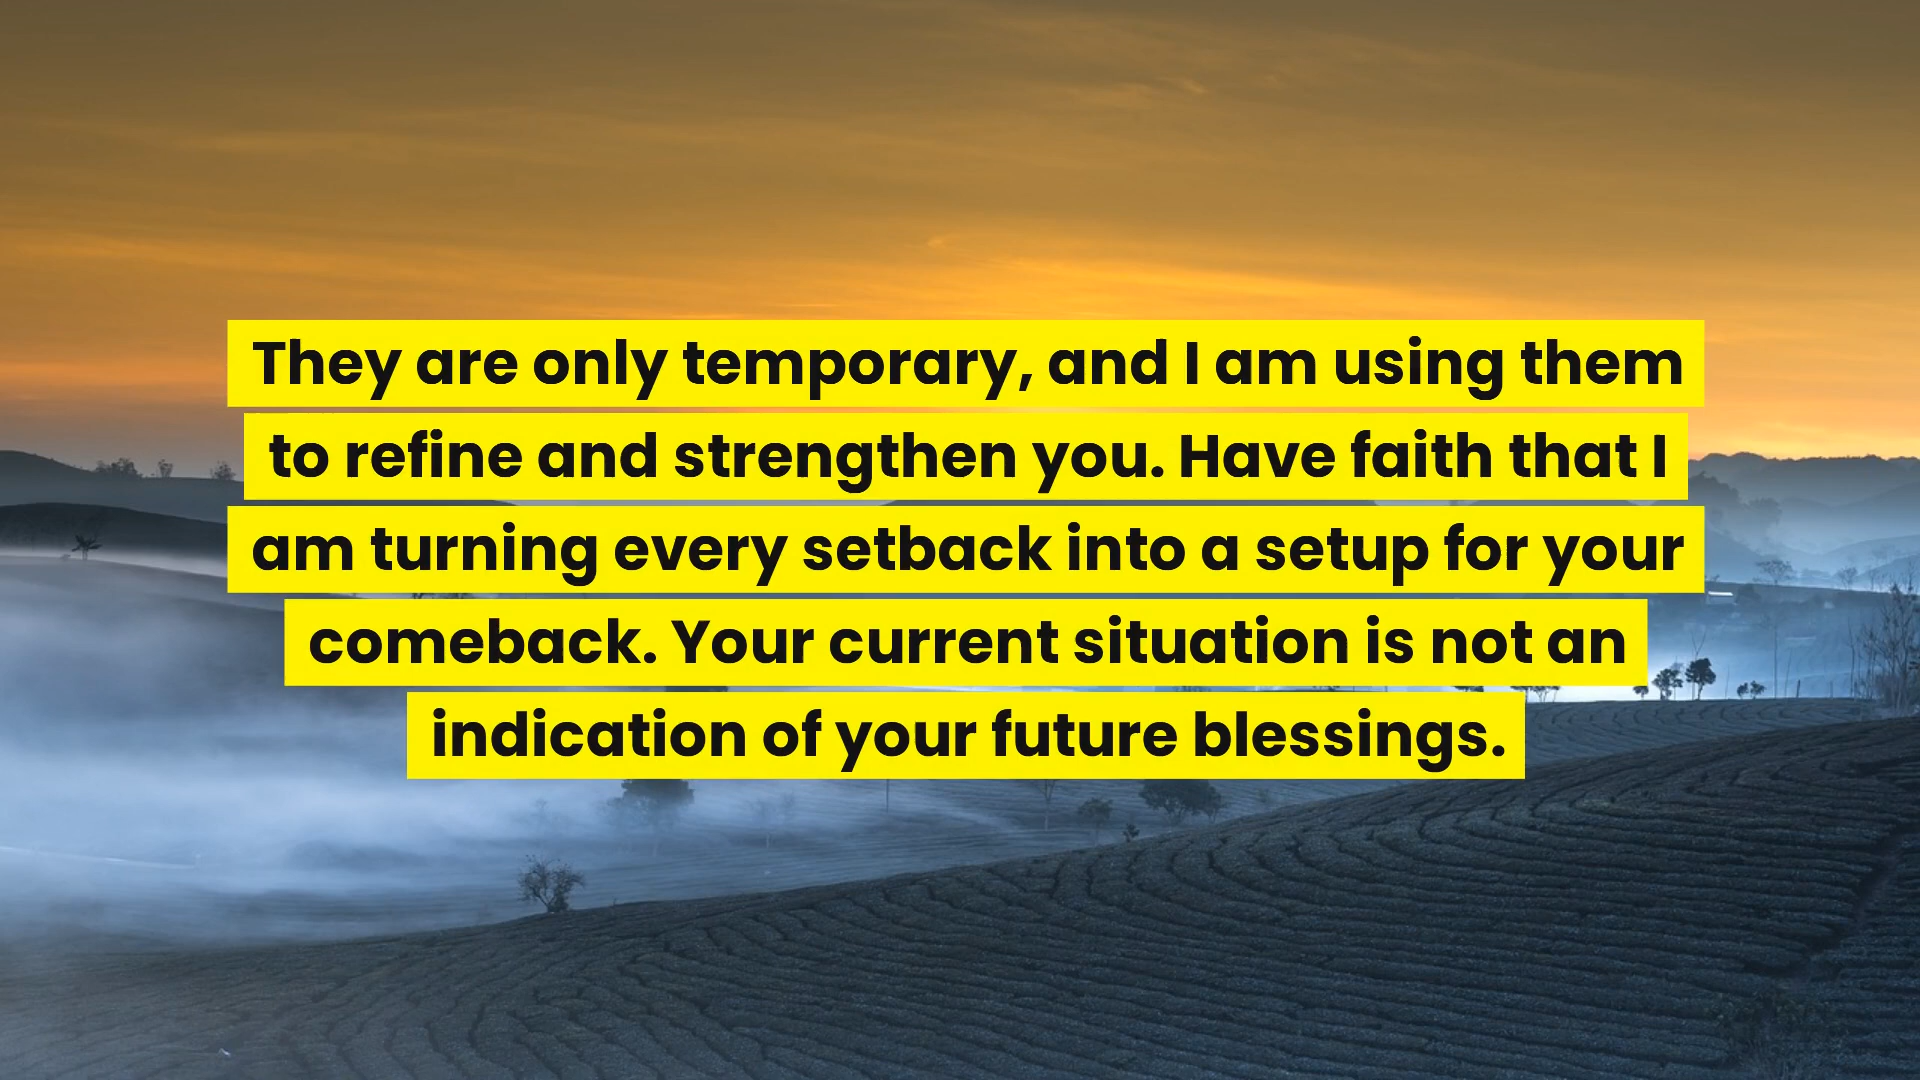 They are only temporary, and I am using them
to refine and strengthen you. Have faith that I
am turning every setback into a setup for your
comeback. Your current situation is not an
indication of your future blessings.